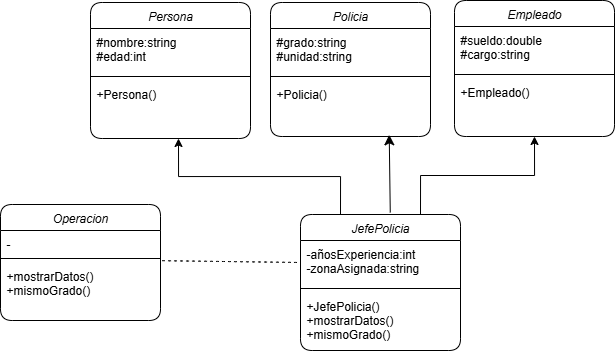 Persona
#nombre:string
#edad:int
+Persona()
Policia
#grado:string
#unidad:string
+Policia()
Empleado
#sueldo:double
#cargo:string
+Empleado()
Operacion
-
+mostrarDatos()
+mismoGrado()
JefePolicia
-añosExperiencia:int
-zonaAsignada:string
+JefePolicia()
+mostrarDatos()
+mismoGrado()